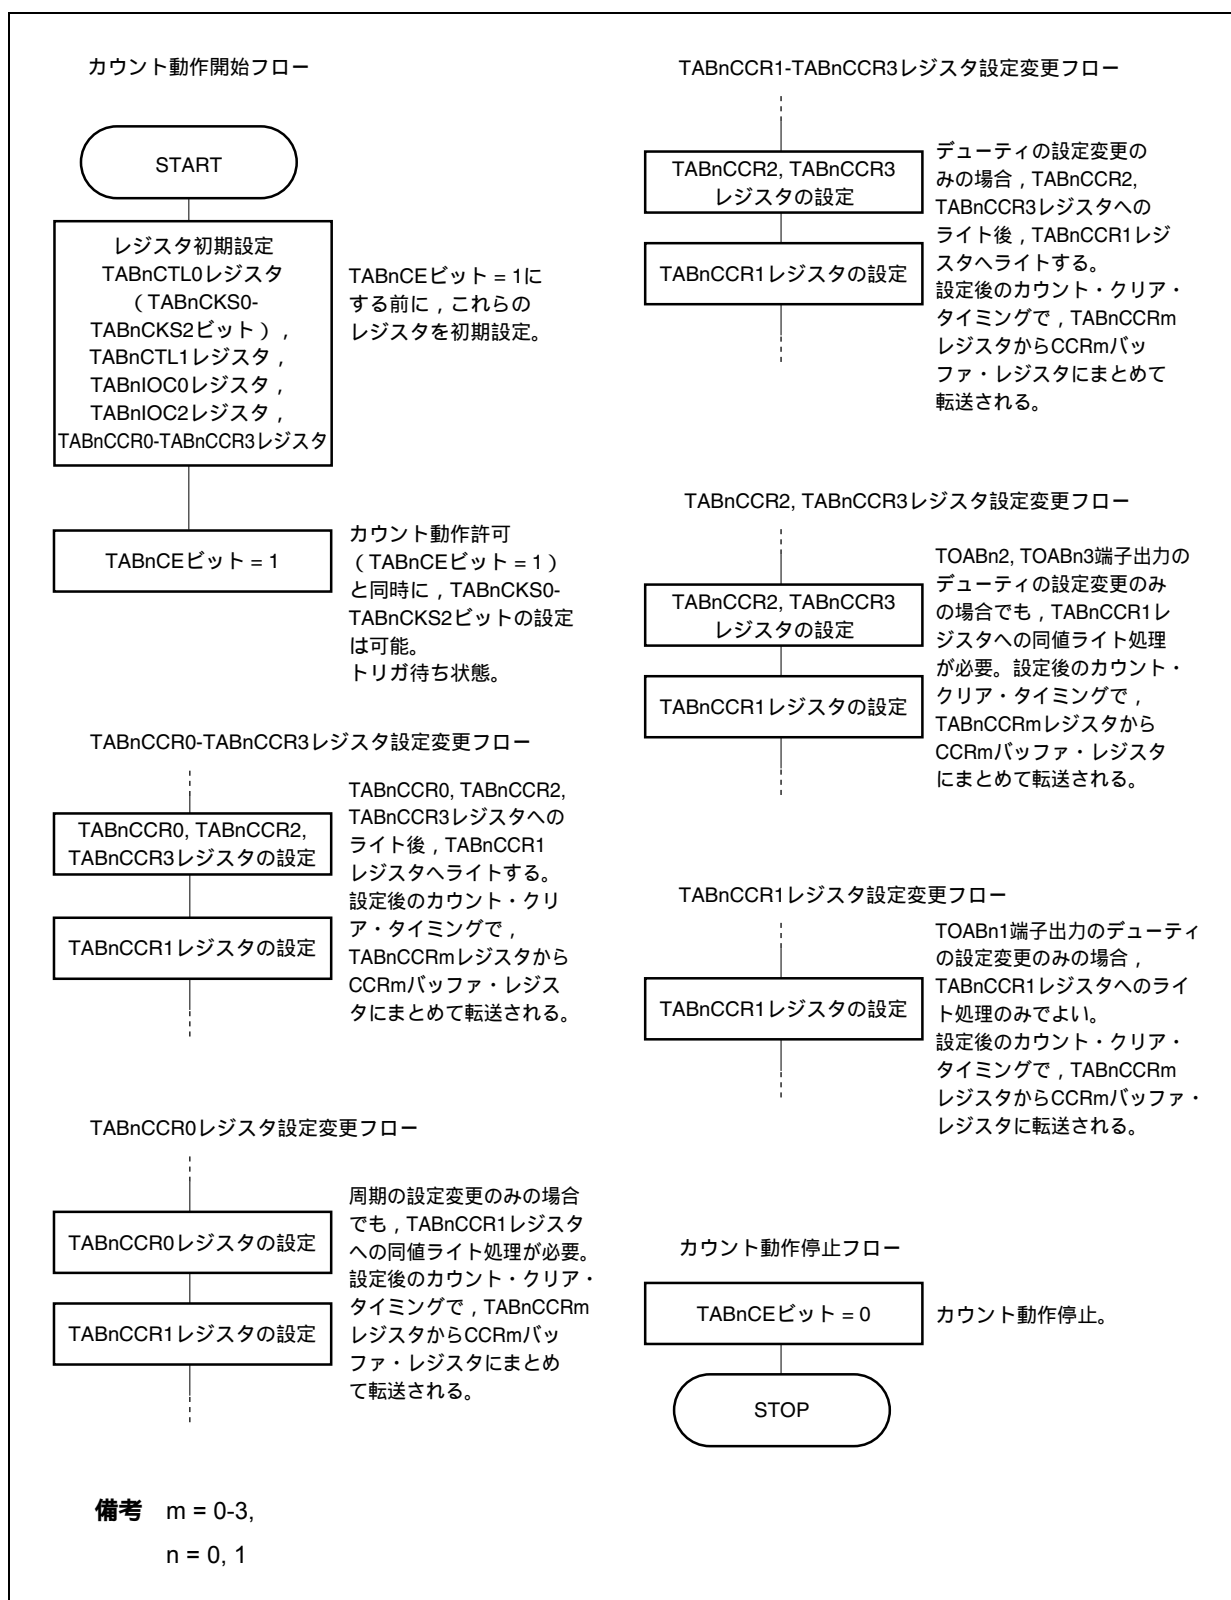 カウント動作開始フロー
START
レジスタ初期設定
TABnCTL0レジスタ
（TABnCKS0-
TABnCKS2ビット），
TABnCTL1レジスタ，
TABnIOC0レジスタ，
TABnIOC2レジスタ，
TABnCCR0-TABnCCR3レジスタ
TABnCEビット = 1に
する前に，これらの
レジスタを初期設定。
TABnCEビット = 1
カウント動作許可
（TABnCEビット = 1）
と同時に，TABnCKS0-
TABnCKS2ビットの設定
は可能。
トリガ待ち状態。
TABnCCR0-TABnCCR3レジスタ設定変更フロー
TABnCCR0, TABnCCR2,
TABnCCR3レジスタの設定
TABnCCR1レジスタの設定
TABnCCR0, TABnCCR2,
TABnCCR3レジスタへの
ライト後，TABnCCR1
レジスタへライトする。
設定後のカウント・クリ
ア・タイミングで，
TABnCCRmレジスタから
CCRmバッファ・レジス
タにまとめて転送される。
TABnCCR0レジスタ設定変更フロー
TABnCCR0レジスタの設定
TABnCCR1レジスタの設定
周期の設定変更のみの場合
でも，TABnCCR1レジスタ
への同値ライト処理が必要。
設定後のカウント・クリア・
タイミングで，TABnCCRm
レジスタからCCRmバッ
ファ・レジスタにまとめ
て転送される。
TABnCCR1-TABnCCR3レジスタ設定変更フロー
TABnCCR2, TABnCCR3
レジスタの設定
TABnCCR1レジスタの設定
デューティの設定変更の
みの場合，TABnCCR2,
TABnCCR3レジスタへの
ライト後，TABnCCR1レジ
スタへライトする。
設定後のカウント・クリア・
タイミングで，TABnCCRm
レジスタからCCRmバッ
ファ・レジスタにまとめて
転送される。
TABnCCR2, TABnCCR3レジスタ設定変更フロー
TABnCCR2, TABnCCR3
レジスタの設定
TABnCCR1レジスタの設定
TOABn2, TOABn3端子出力の
デューティの設定変更のみ
の場合でも，TABnCCR1レ
ジスタへの同値ライト処理
が必要。設定後のカウント・
クリア・タイミングで，
TABnCCRmレジスタから
CCRmバッファ・レジスタ
にまとめて転送される。
TABnCCR1レジスタ設定変更フロー
TABnCCR1レジスタの設定
TOABn1端子出力のデューティ
の設定変更のみの場合，
TABnCCR1レジスタへのライ
ト処理のみでよい。
設定後のカウント・クリア・
タイミングで，TABnCCRm
レジスタからCCRmバッファ・
レジスタに転送される。
カウント動作停止フロー
TABnCEビット = 0
カウント動作停止。
STOP
備考 m = 0-3,
n = 0, 1